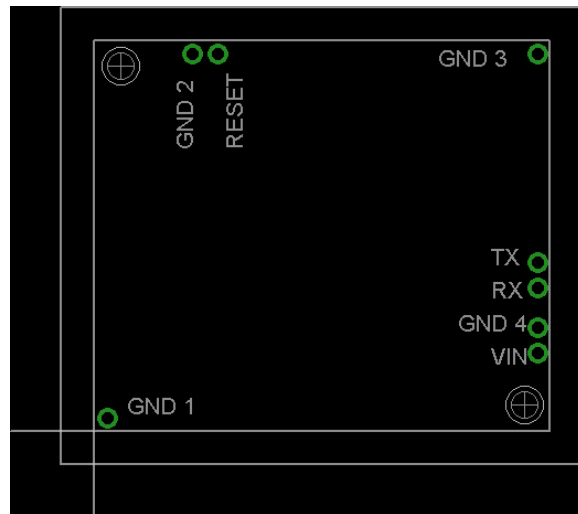 GND 3
GND 2
RESET
TX
RX
GND 4
VIN
GND 1